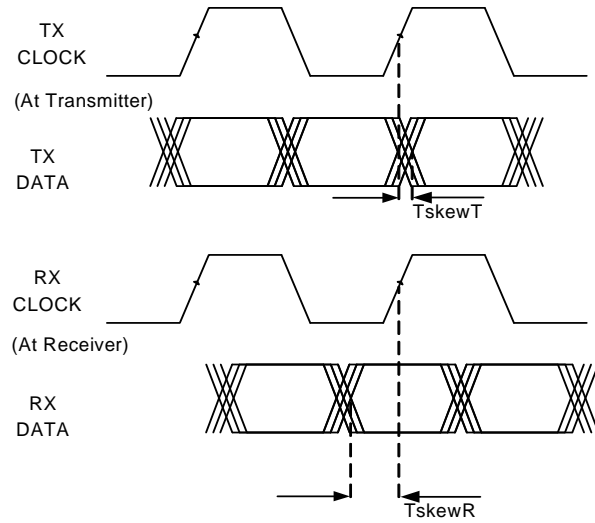 TX
CLOCK
(At Transmitter)
TX
DATA
TskewT
RX
CLOCK
(At Receiver)
RX
DATA
TskewR